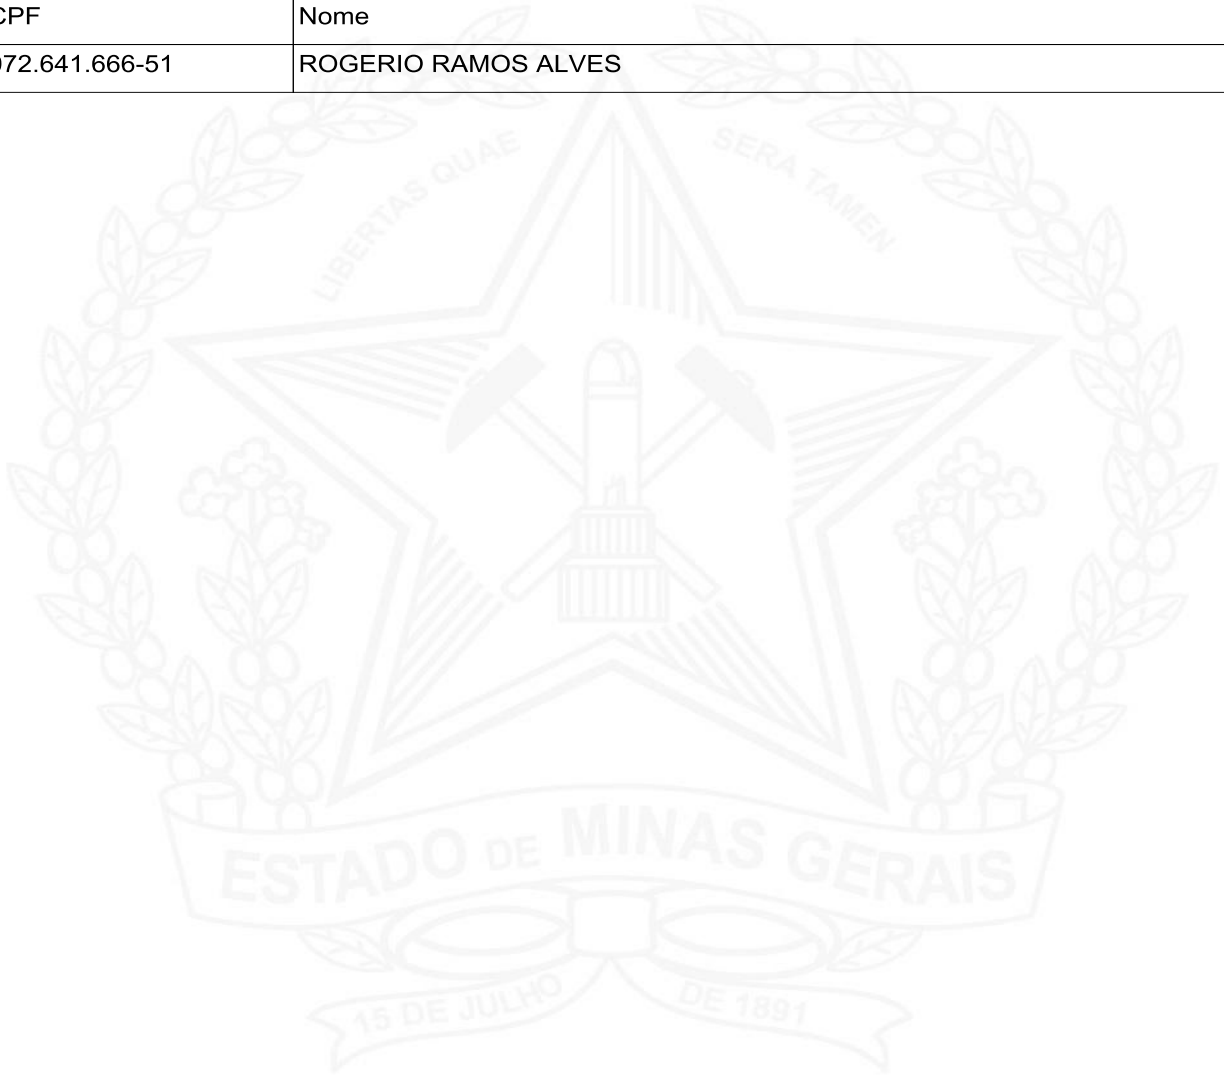 CPF Nome
072.641.666-51 ROGERIO RAMOS ALVES
LIBERTAS QUAE SERA TAMEN
ESTADO DE MINAS GERAIS
15 DE JULHO DE 1891